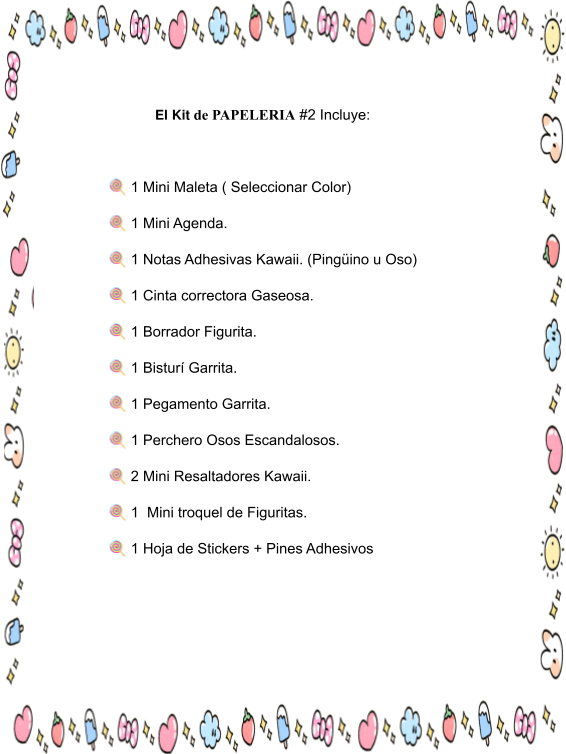 El Kit de PAPELERIA #2 Incluye:
1 Mini Maleta ( Seleccionar Color)
1 Mini Agenda.
1 Notas Adhesivas Kawaii. (Pingüino u Oso)
1 Cinta correctora Gaseosa.
1 Borrador Figurita.
1 Bisturí Garrita.
1 Pegamento Garrita.
1 Perchero Osos Escandalosos.
2 Mini Resaltadores Kawaii.
1  Mini troquel de Figuritas.
1 Hoja de Stickers + Pines Adhesivos